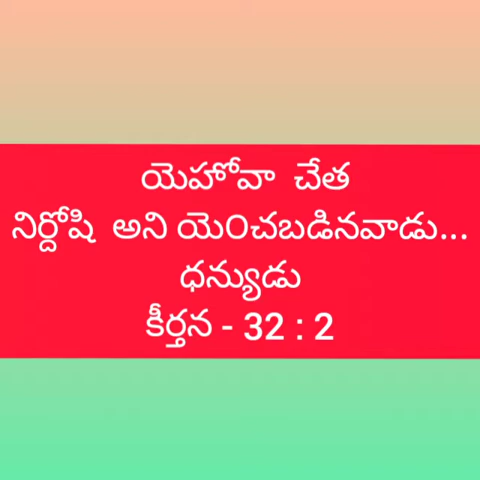 యెహోవా చేత
నిర్దోషి అని యెంచబడినవాడు...
ధన్యుడు
కీర్తన - 32 : 2